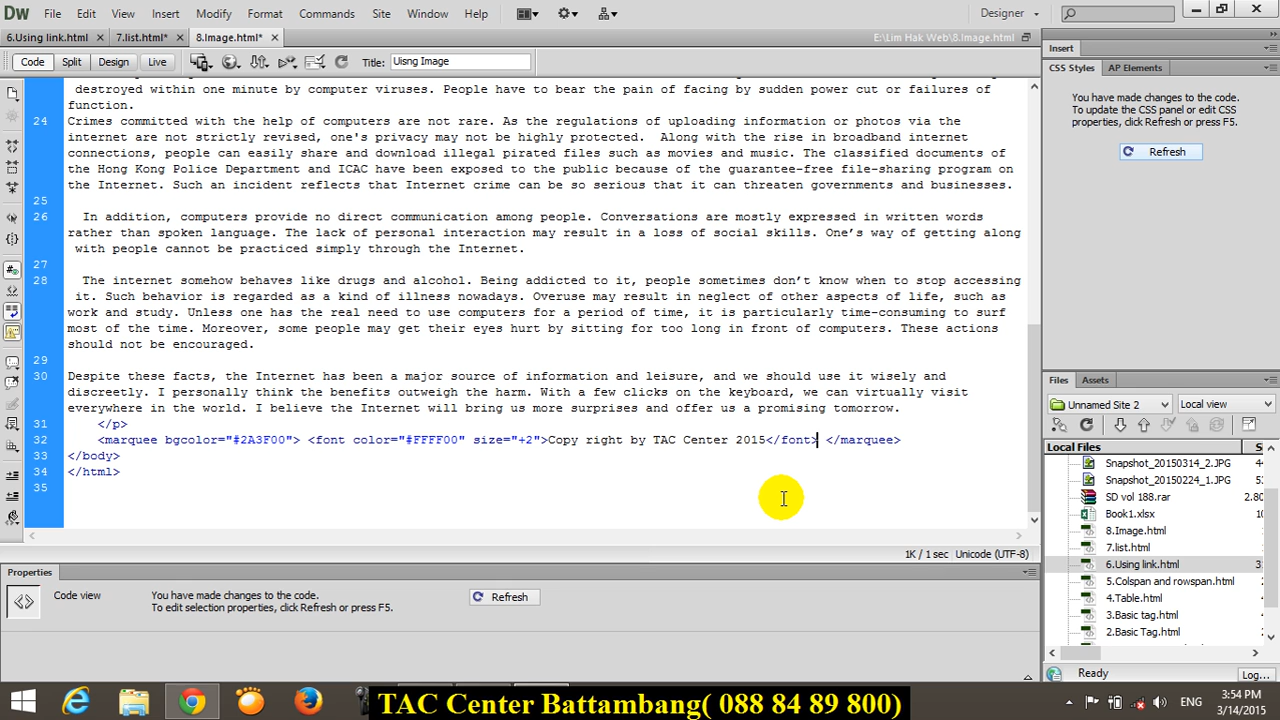 DW File Edit View Insert Modify Format Commands Site Window Help Designer
6.Using link.html × 7.list.html* × 8.Image.html* × E:\Lim Hak Web\8.Image.html
Code Split Design Live Title: Uisng Image
destroyed within one minute by computer viruses. People have to bear the pain of facing by sudden power cut or failures of
function.
24 Crimes committed with the help of computers are not rare. As the regulations of uploading information or photos via the
internet are not strictly revised, one's privacy may not be highly protected. Along with the rise in broadband internet
connections, people can easily share and download illegal pirated files such as movies and music. The classified documents of
the Hong Kong Police Department and ICAC have been exposed to the public because of the guarantee-free file-sharing program on
the Internet. Such an incident reflects that Internet crime can be so serious that it can threaten governments and businesses.
25
26 In addition, computers provide no direct communication among people. Conversations are mostly expressed in written words
rather than spoken language. The lack of personal interaction may result in a loss of social skills. One’s way of getting along
with people cannot be practiced simply through the Internet.
27
28 The internet somehow behaves like drugs and alcohol. Being addicted to it, people sometimes don’t know when to stop accessing
it. Such behavior is regarded as a kind of illness nowadays. Overuse may result in neglect of other aspects of life, such as
work and study. Unless one has the real need to use computers for a period of time, it is particularly time-consuming to surf
most of the time. Moreover, some people may get their eyes hurt by sitting for too long in front of computers. These actions
should not be encouraged.
29
30 Despite these facts, the Internet has been a major source of information and leisure, and we should use it wisely and
discreetly. I personally think the benefits outweigh the harm. With a few clicks on the keyboard, we can virtually visit
everywhere in the world. I believe the Internet will bring us more surprises and offer us a promising tomorrow.
31 </p>
32 <marquee bgcolor="#2A3F00"> <font color="#FFFF00" size="+2">Copy right by TAC Center 2015</font> </marquee>
33 </body>
34 </html>
35
1K / 1 sec Unicode (UTF-8)
Properties
Code view You have made changes to the code.
To edit selection properties, click Refresh or press F5.
Refresh
Insert
CSS Styles AP Elements
You have made changes to the code.
To update the CSS panel or edit CSS
properties, click Refresh or press F5.
Refresh
Files Assets
Unnamed Site 2 Local view
Local Files S
Snapshot_20150314_2.JPG 44
Snapshot_20150224_1.JPG 53
SD vol 188.rar 2.80
Book1.xlsx 10
8.Image.html
7.list.html
6.Using link.html 3
5.Colspan and rowspan.html
4.Table.html
3.Basic tag.html
2.Basic Tag.html
Ready Log...
TAC Center Battambang( 088 84 89 800)
ENG
3:54 PM
3/14/2015